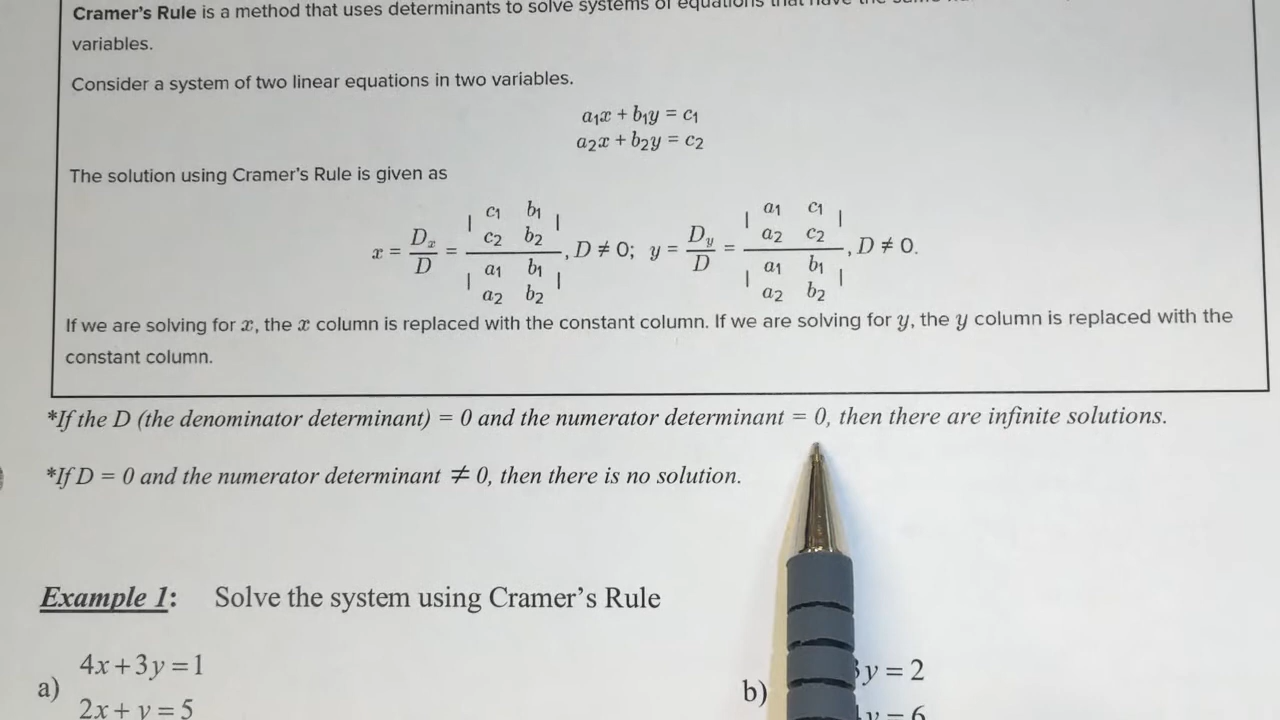 Cramer's Rule is a method that uses determinants to solve systems of equations that have the
variables.
Consider a system of two linear equations in two variables.
a₁x + b₁y = c₁
a₂x + b₂y = c₂
The solution using Cramer's Rule is given as
x = Dₓ/D = | c₁ b₁ c₂ b₂ | / | a₁ b₁ a₂ b₂ |, D ≠ 0; y = D_y/D = | a₁ c₁ a₂ c₂ | / | a₁ b₁ a₂ b₂ |, D ≠ 0.
If we are solving for x, the x column is replaced with the constant column. If we are solving for y, the y column is replaced with the
constant column.
*If the D (the denominator determinant) = 0 and the numerator determinant = 0, then there are infinite solutions.
*If D = 0 and the numerator determinant ≠ 0, then there is no solution.
Example 1: Solve the system using Cramer's Rule
a) 4x+3y=1
2x+y=5
b) y = 2
y = 6